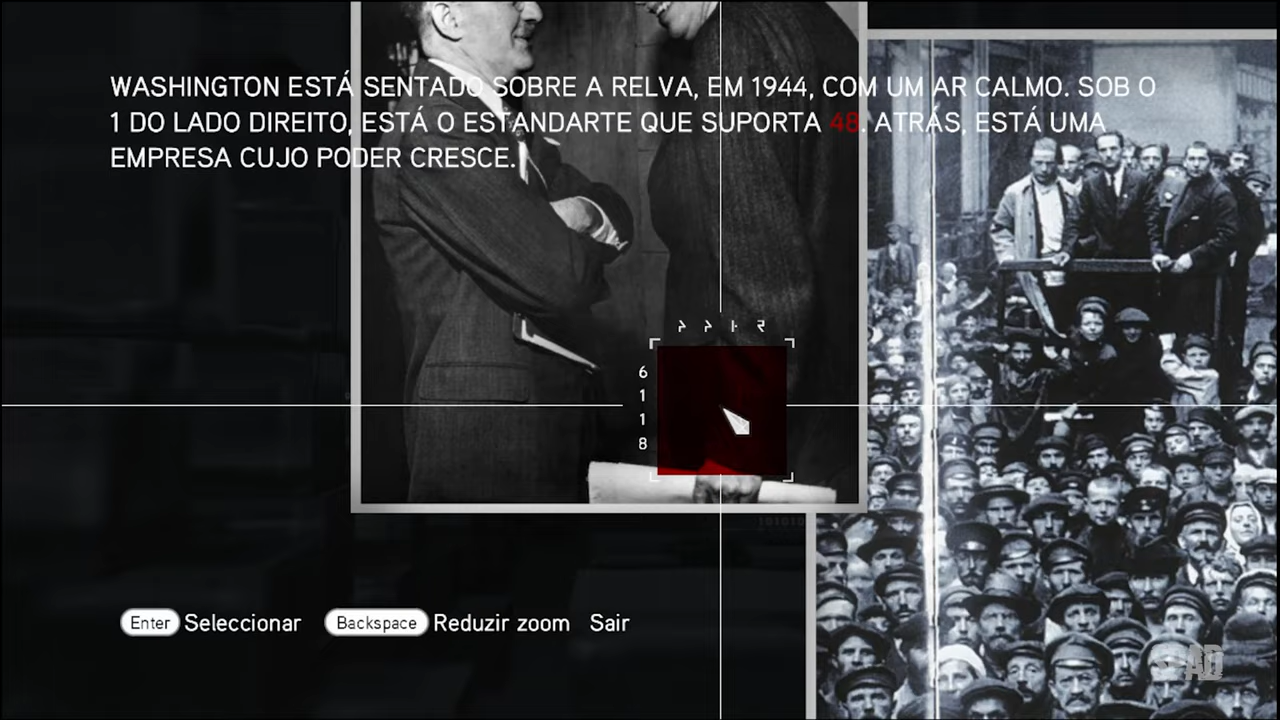 WASHINGTON ESTÁ SENTADO SOBRE A RELVA, EM 1944, COM UM AR CALMO. SOB O
1 DO LADO DIREITO, ESTÁ O ESTANDARTE QUE SUPORTA 48. ATRÁS, ESTÁ UMA
EMPRESA CUJO PODER CRESCE.
6
1
1
8
Enter Seleccionar Backspace Reduzir zoom Sair